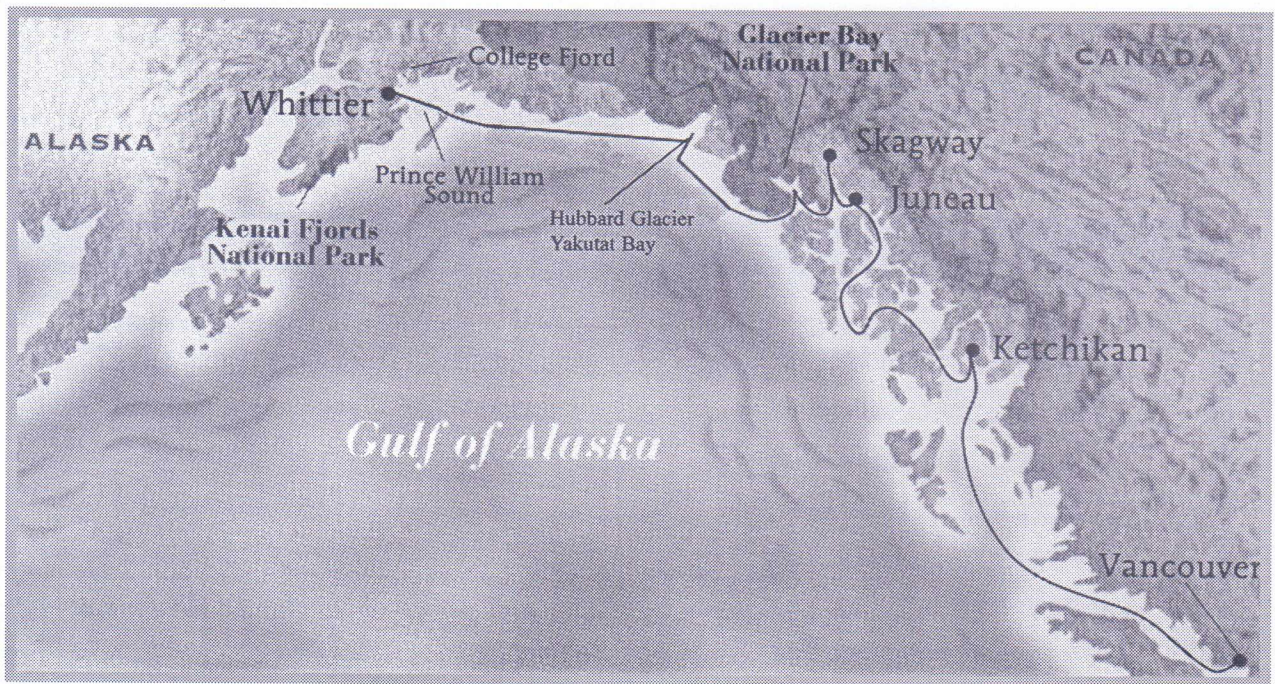 College Fjord
Glacier Bay
National Park
CANADA
Whittier
ALASKA
Skagway
Prince William
Sound
Juneau
Hubbard Glacier
Yakutat Bay
Kenai Fjords
National Park
Ketchikan
Gulf of Alaska
Vancouver